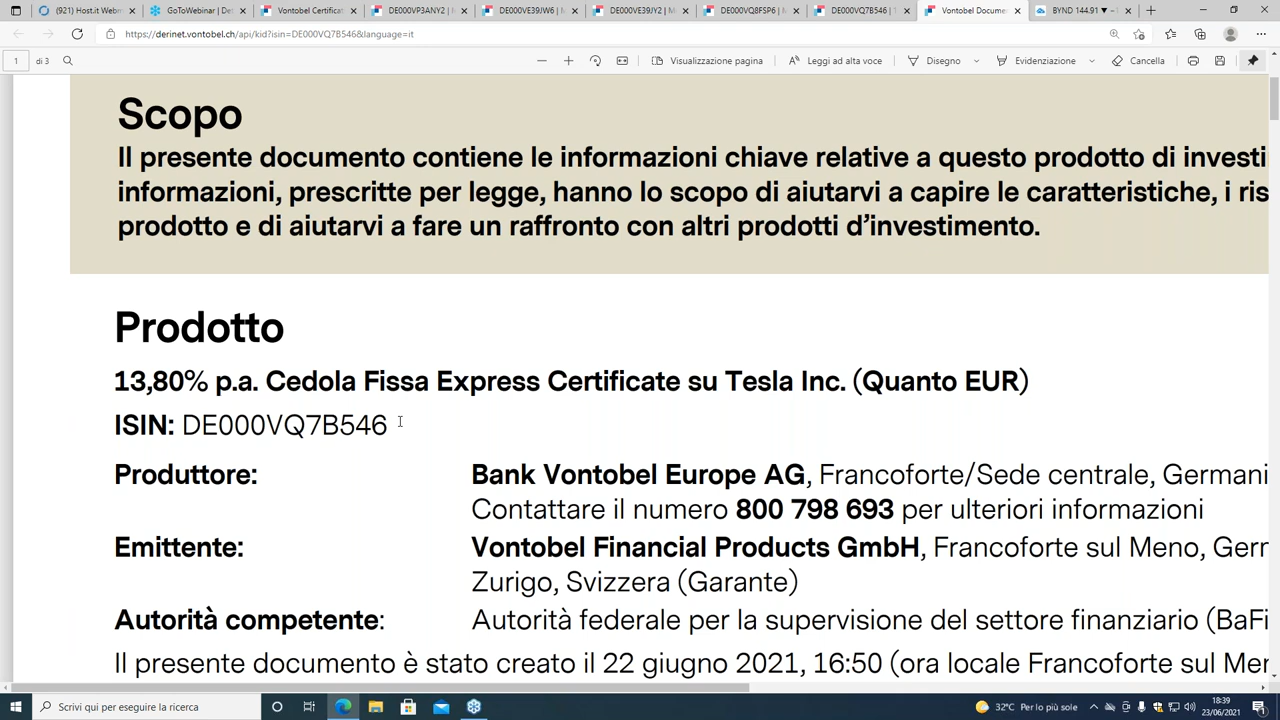 (921) Host.it Webm
GoToWebinar | Det
Vontobel Certificat
DE000VP3ANY2 |
DE000VE39JW6 |
DE000VE39JY2 |
DE000VQ8FSP6 |
DE000VQ7B546 |
Vontobel Docume
BYND 144.91 ▼
https://derinet.vontobel.ch/api/kid?isin=DE000VQ7B546&language=it
1 di 3
Visualizzazione pagina
Leggi ad alta voce
Disegno
Evidenziazione
Cancella
Scopo
Il presente documento contiene le informazioni chiave relative a questo prodotto di investi
informazioni, prescritte per legge, hanno lo scopo di aiutarvi a capire le caratteristiche, i ris
prodotto e di aiutarvi a fare un raffronto con altri prodotti d'investimento.
Prodotto
13,80% p.a. Cedola Fissa Express Certificate su Tesla Inc. (Quanto EUR)
ISIN: DE000VQ7B546
Produttore: Bank Vontobel Europe AG, Francoforte/Sede centrale, Germani
Contattare il numero 800 798 693 per ulteriori informazioni
Emittente: Vontobel Financial Products GmbH, Francoforte sul Meno, Gerr
Zurigo, Svizzera (Garante)
Autorità competente: Autorità federale per la supervisione del settore finanziario (BaFi
Il presente documento è stato creato il 22 giugno 2021, 16:50 (ora locale Francoforte sul Mer
Scrivi qui per eseguire la ricerca
32°C Per lo più sole
18:39
23/06/2021